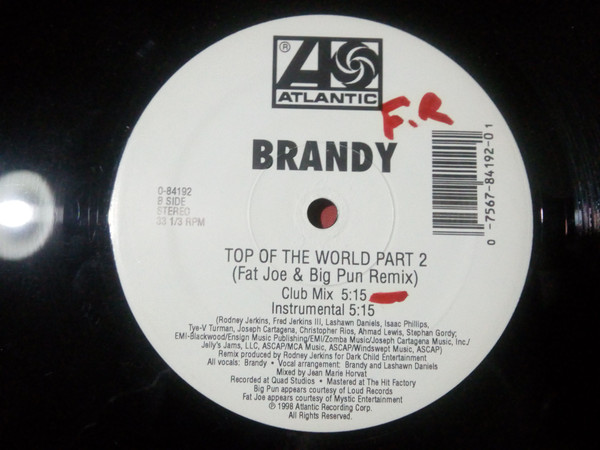 ®
ATLANTIC
F.R
BRANDY
0-84192
B SIDE
STEREO
33 1/3 RPM
0 -7567-84192-0 1
TOP OF THE WORLD PART 2
(Fat Joe & Big Pun Remix)
Club Mix 5:15
Instrumental 5:15
(Rodney Jerkins, Fred Jerkins III, Lashawn Daniels, Isaac Phillips,
Tye-V Turman, Joseph Cartagena, Christopher Rios, Ahmad Lewis, Stephan Gordy;
EMI-Blackwood/Ensign Music Publishing/EMI/Zomba Music/Joseph Cartagena Music, Inc./
Jelly's Jams, LLC, ASCAP/MCA Music, ASCAP/Windswept Music, ASCAP)
Remix produced by Rodney Jerkins for Dark Child Entertainment
All vocals: Brandy • Vocal arrangement: Brandy and Lashawn Daniels
Mixed by Jean Marie Horvat
Recorded at Quad Studios • Mastered at The Hit Factory
Big Pun appears courtesy of Loud Records
Fat Joe appears courtesy of Mystic Entertainment
℗ 1998 Atlantic Recording Corp.
All Rights Reserved.